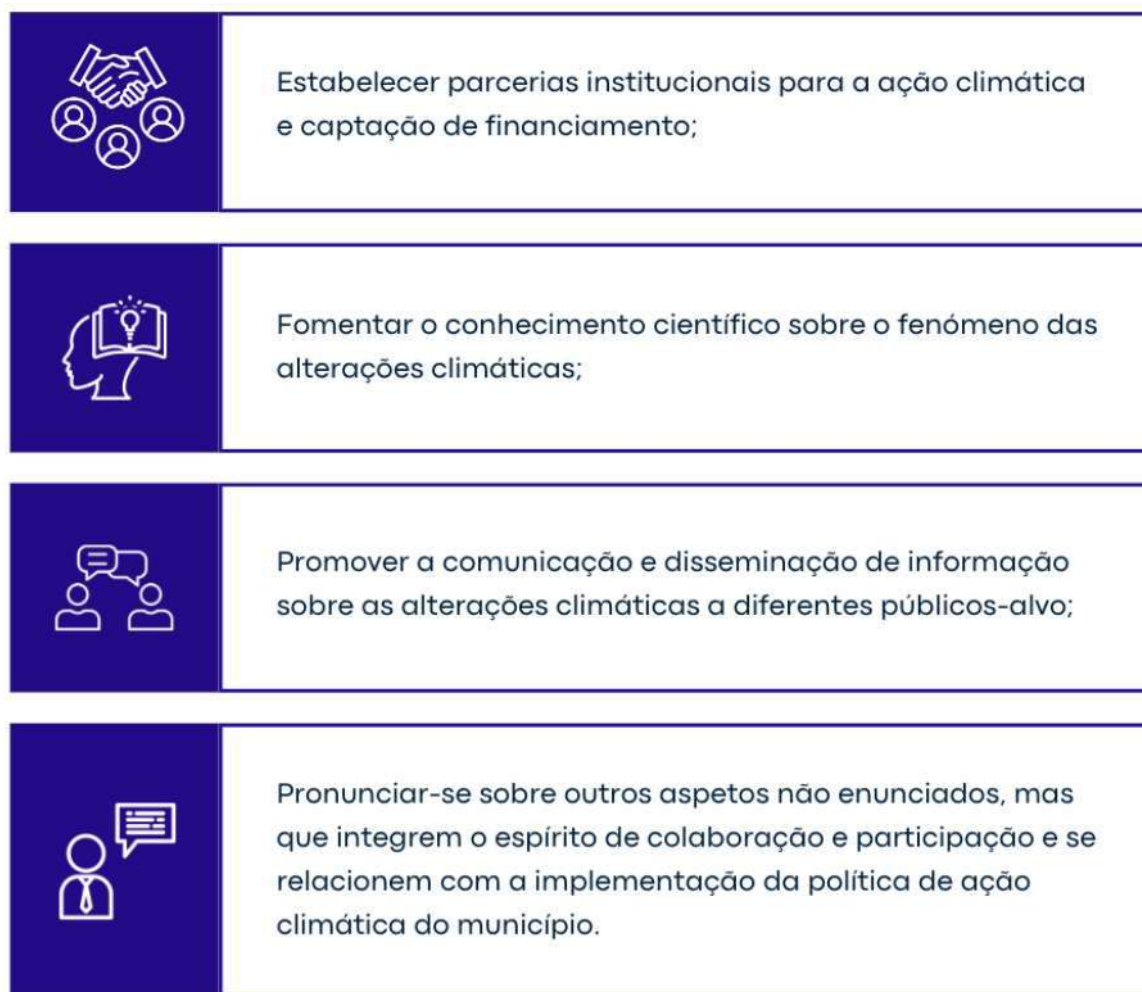 Estabelecer parcerias institucionais para a ação climática
e captação de financiamento;
Fomentar o conhecimento científico sobre o fenómeno das
alterações climáticas;
Promover a comunicação e disseminação de informação
sobre as alterações climáticas a diferentes públicos-alvo;
Pronunciar-se sobre outros aspetos não enunciados, mas
que integrem o espírito de colaboração e participação e se
relacionem com a implementação da política de ação
climática do município.